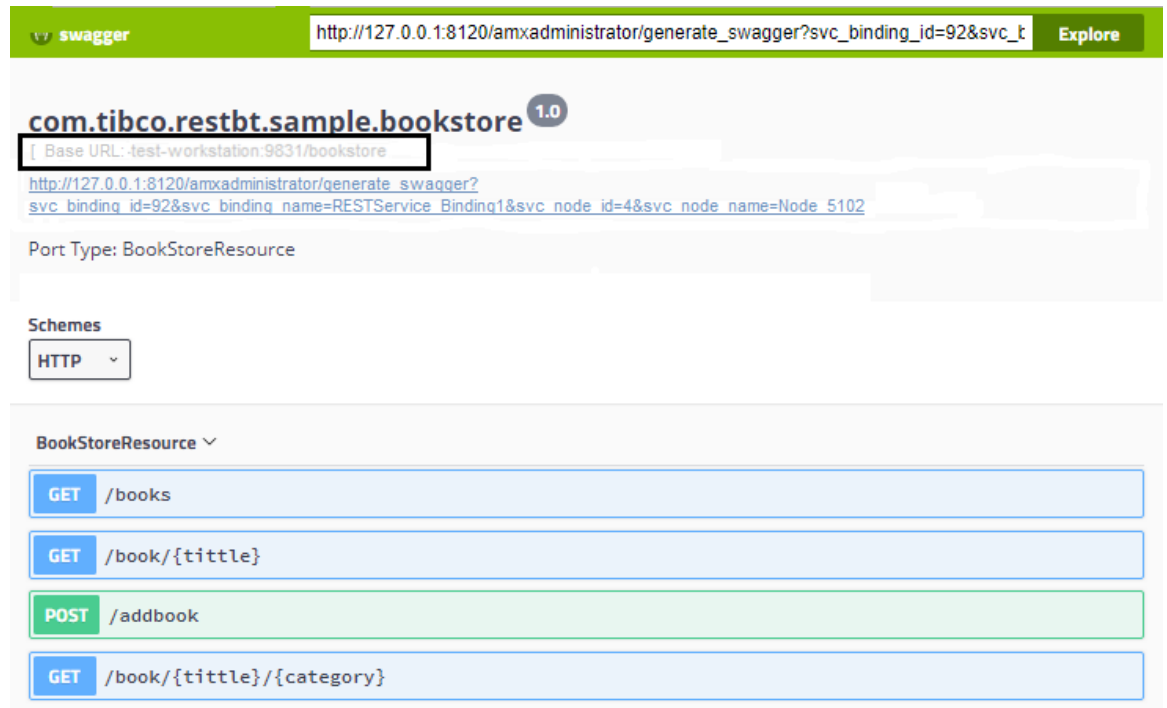 swagger
http://127.0.0.1:8120/amxadministrator/generate_swagger?svc_binding_id=92&svc_b
Explore
com.tibco.restbt.sample.bookstore 1.0
[ Base URL: test-workstation:9831/bookstore
http://127.0.0.1:8120/amxadministrator/generate_swagger?
svc_binding_id=92&svc_binding_name=RESTService_Binding1&svc_node_id=4&svc_node_name=Node_5102
Port Type: BookStoreResource
Schemes
HTTP
BookStoreResource
GET /books
GET /book/{tittle}
POST /addbook
GET /book/{tittle}/{category}